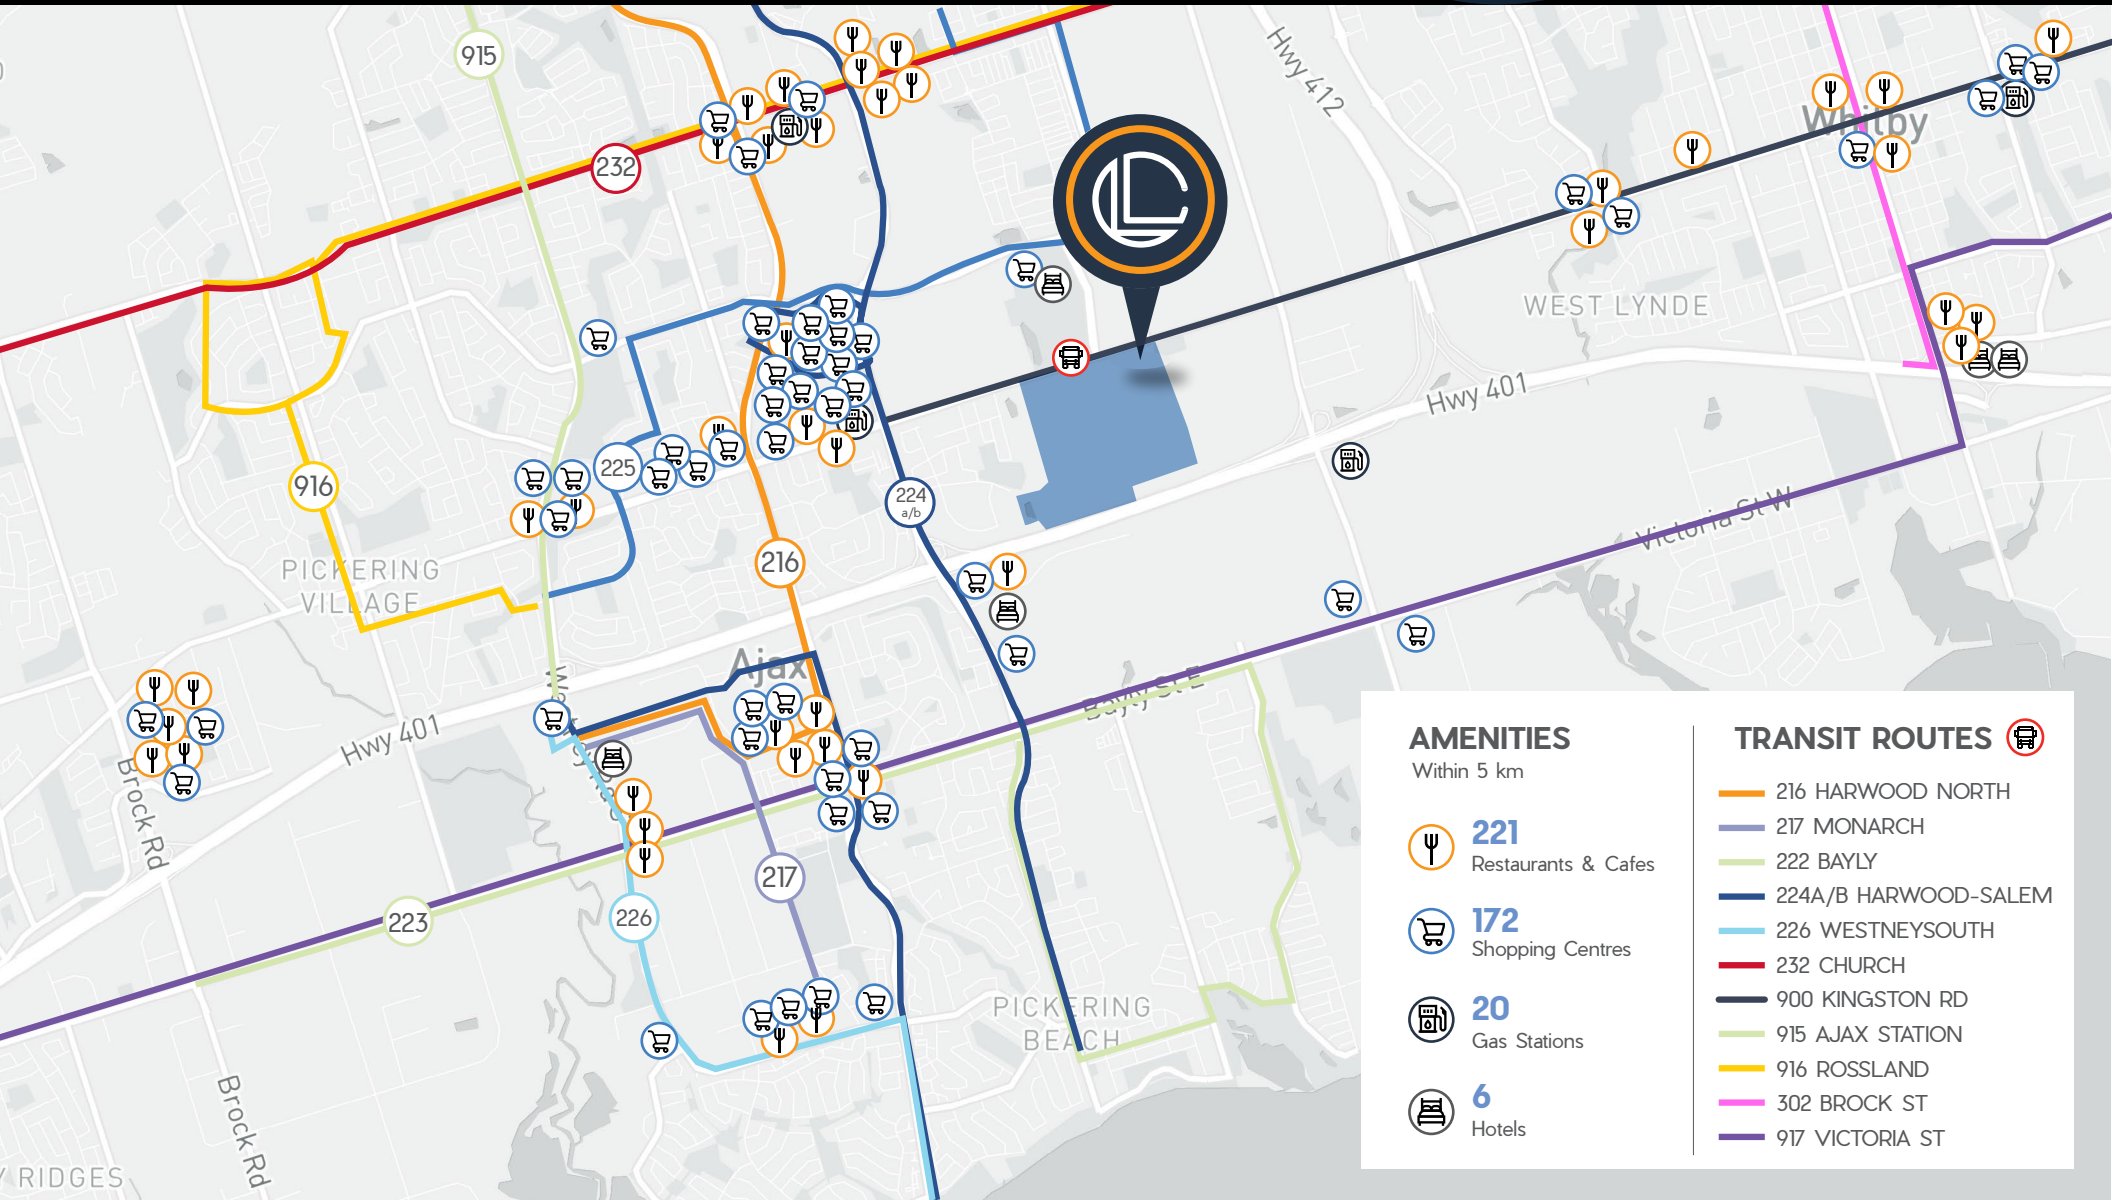 915
Hwy 412
Whitby
232
WEST LYNDE
Hwy 401
225
916
224
a/b
216
Victoria St W
PICKERING
VILLAGE
Ajax
Bayly St E
Hwy 401
Brock Rd
217
223
226
PICKERING
BEACH
Brock Rd
Y RIDGES
AMENITIES
Within 5 km
221
Restaurants & Cafes
172
Shopping Centres
20
Gas Stations
6
Hotels
TRANSIT ROUTES
216 HARWOOD NORTH
217 MONARCH
222 BAYLY
224A/B HARWOOD-SALEM
226 WESTNEYSOUTH
232 CHURCH
900 KINGSTON RD
915 AJAX STATION
916 ROSSLAND
302 BROCK ST
917 VICTORIA ST